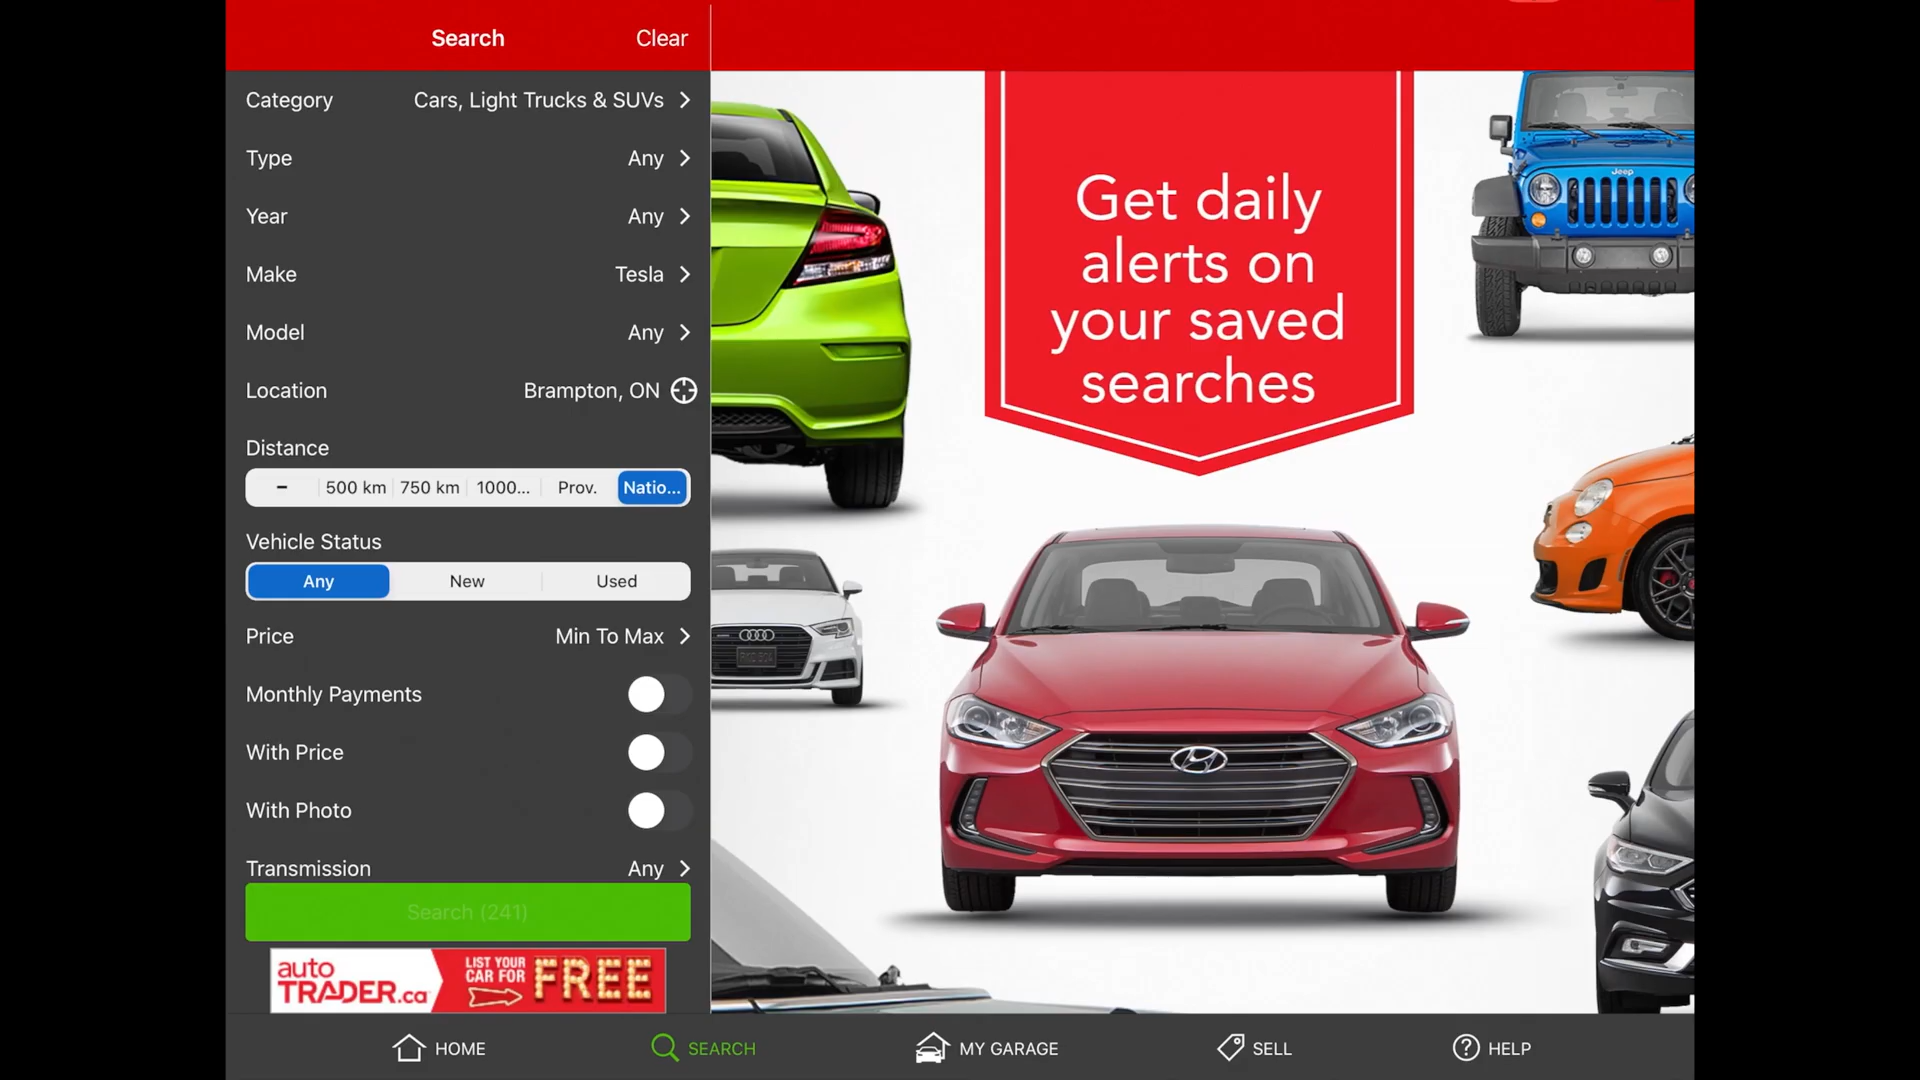 Search
Clear
Category Cars, Light Trucks & SUVs
Type Any
Year Any
Make Tesla
Model Any
Location Brampton, ON
Distance
- 500 km 750 km 1000... Prov. Natio...
Vehicle Status
Any New Used
Price Min To Max
Monthly Payments
With Price
With Photo
Transmission Any
Search (241)
auto
TRADER.ca
LIST YOUR
CAR FOR
FREE
Get daily
alerts on
your saved
searches
Jeep
HOME
SEARCH
MY GARAGE
SELL
HELP